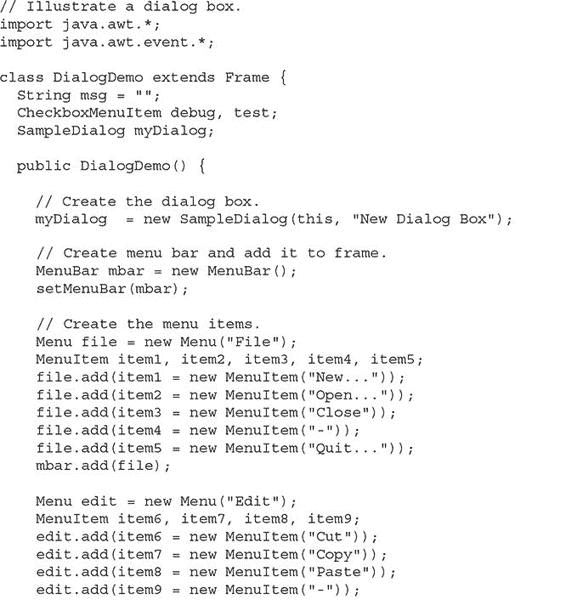 // Illustrate a dialog box.
import java.awt.*;
import java.awt.event.*;

class DialogDemo extends Frame {
  String msg = "";
  CheckboxMenuItem debug, test;
  SampleDialog myDialog;

  public DialogDemo() {

    // Create the dialog box.
    myDialog  = new SampleDialog(this, "New Dialog Box");

    // Create menu bar and add it to frame.
    MenuBar mbar = new MenuBar();
    setMenuBar(mbar);

    // Create the menu items.
    Menu file = new Menu("File");
    MenuItem item1, item2, item3, item4, item5;
    file.add(item1 = new MenuItem("New..."));
    file.add(item2 = new MenuItem("Open..."));
    file.add(item3 = new MenuItem("Close"));
    file.add(item4 = new MenuItem("-"));
    file.add(item5 = new MenuItem("Quit..."));
    mbar.add(file);

    Menu edit = new Menu("Edit");
    MenuItem item6, item7, item8, item9;
    edit.add(item6 = new MenuItem("Cut"));
    edit.add(item7 = new MenuItem("Copy"));
    edit.add(item8 = new MenuItem("Paste"));
    edit.add(item9 = new MenuItem("-"));